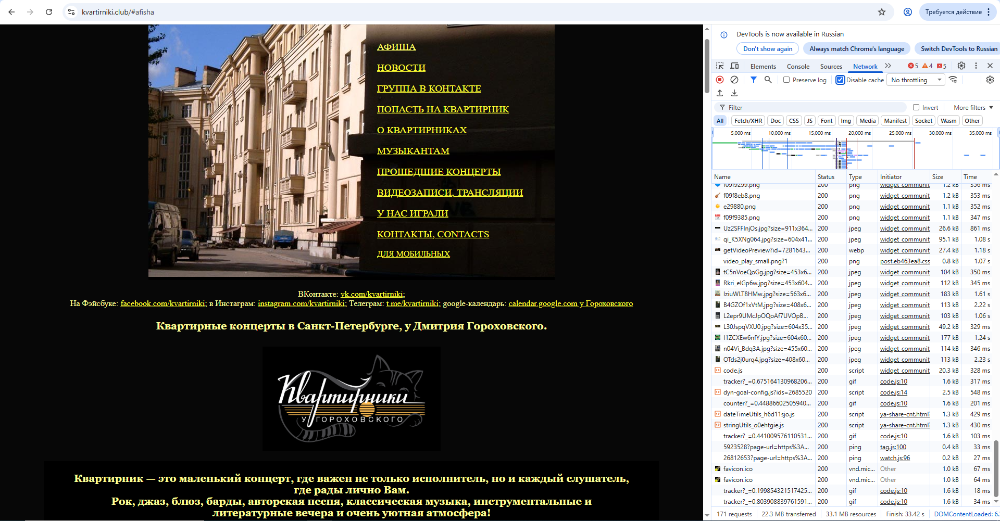 kvartirniki.club/#afisha
Требуется действие
АФИША
НОВОСТИ
ГРУППА В КОНТАКТЕ
ПОПАСТЬ НА КВАРТИРНИК
О КВАРТИРНИКАХ
МУЗЫКАНТАМ
ПРОШЕДШИЕ КОНЦЕРТЫ
ВИДЕОЗАПИСИ, ТРАНСЛЯЦИИ
У НАС ИГРАЛИ
КОНТАКТЫ, CONTACTS
ДЛЯ МОБИЛЬНЫХ
ВКонтакте: vk.com/kvartirniki;
На Фэйсбуке: facebook.com/kvartirniki; в Инстаграм: instagram.com/kvartirniki; Телеграм: t.me/kvartirniki; google-календарь: calendar.google.com у Гороховского
Квартирные концерты в Санкт-Петербурге, у Дмитрия Гороховского.
Квартирники
У ГОРОХОВСКОГО
Квартирник — это маленький концерт, где важен не только исполнитель, но и каждый слушатель,
где рады лично Вам.
Рок, джаз, блюз, барды, авторская песня, классическая музыка, инструментальные и
литературные вечера и очень уютная атмосфера!
DevTools is now available in Russian
Don't show again Always match Chrome's language Switch DevTools to Russian
Elements Console Sources Network 5 4 5
Preserve log Disable cache No throttling
Filter Invert More filters
All Fetch/XHR Doc CSS JS Font Img Media Manifest Socket Wasm Other
5,000 ms 10,000 ms 15,000 ms 20,000 ms 25,000 ms 30,000 ms 35,000 ms
Name Status Type Initiator Size Time
f09f9299.png 200 png widget_communit 1.2 kB 356 ms
f09f8eb8.png 200 png widget_communit 1.2 kB 353 ms
e29880.png 200 png widget_communit 1.1 kB 352 ms
f09f9385.png 200 png widget_communit 1.1 kB 347 ms
Uz2SFFInjOs.jpg?size=911x364... 200 jpeg widget_communit 26.6 kB 861 ms
qi_K5XNg064.jpg?size=604x41... 200 jpeg widget_communit 95.1 kB 1.08 s
getVideoPreview?id=7281643... 200 webp widget_communit 27.4 kB 1.18 s
video_play_small.png?1 200 png post.eb463ea8.css 0.8 kB 1.07 s
tC5nVoeQoGg.jpg?size=453x6... 200 jpeg widget_communit 104 kB 350 ms
Rkri_eIGp6w.jpg?size=453x604... 200 jpeg widget_communit 112 kB 345 ms
IziuWLT8HMw.jpg?size=563x6... 200 jpeg widget_communit 183 kB 1.61 s
B4GZOf1xVtM.jpg?size=408x6... 200 jpeg widget_communit 113 kB 2.22 s
L2epr9UMcJpOQoAf7UVOpB... 200 jpeg widget_communit 103 kB 1.06 s
L30JspqVXU0.jpg?size=604x35... 200 jpeg widget_communit 49.2 kB 329 ms
I1ZCXEw6nfY.jpg?size=604x60... 200 jpeg widget_communit 177 kB 1.24 s
n04Vi_Bdq3A.jpg?size=455x60... 200 jpeg widget_communit 114 kB 346 ms
OTds2j0urq4.jpg?size=408x60... 200 jpeg widget_communit 113 kB 2.23 s
code.js 200 script widget_communit 20.3 kB 328 ms
tracker?_=0.675164130968206... 200 gif code.js:10 1.6 kB 317 ms
dyn-goal-config.js?ids=2685520 200 script code.js:14 2.5 kB 548 ms
counter?_=0.44886602505940... 200 gif code.js:10 1.6 kB 201 ms
dateTimeUtils_h6d11sjo.js 200 script ya-share-cnt.html? 1.3 kB 429 ms
stringUtils_o0ehtgie.js 200 script ya-share-cnt.html? 1.3 kB 430 ms
tracker?_=0.441009576110531... 200 gif code.js:10 1.6 kB 103 ms
5923528?page-url=https%3A... 200 ping tag.js:100 0.4 kB 33 ms
26812653?page-url=https%3A... 200 ping watch.js:96 0.2 kB 27 ms
favicon.ico 200 vnd.mic... Other 1.0 kB 67 ms
favicon.ico 200 vnd.mic... Other 1.0 kB 64 ms
tracker?_=0.199854321517425... 200 gif code.js:10 1.6 kB 18 ms
tracker?_=0.803908839761591... 200 gif code.js:10 1.6 kB 34 ms
171 requests 22.3 MB transferred 33.1 MB resources Finish: 33.42 s DOMContentLoaded: 6.